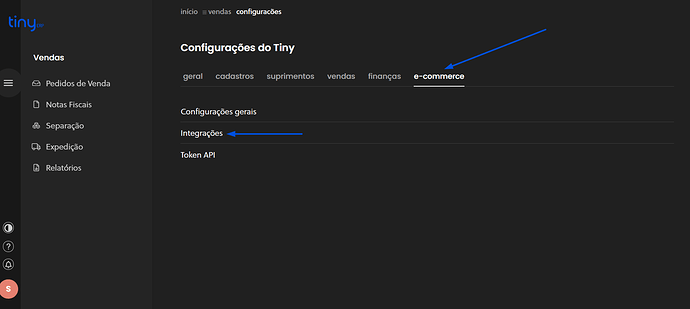 início vendas configurações
tiny
Configurações do Tiny
Vendas
geral cadastros suprimentos vendas finanças e-commerce
Pedidos de Venda
Notas Fiscais
Separação
Expedição
Relatórios
Configurações gerais
Integrações
Token API
S